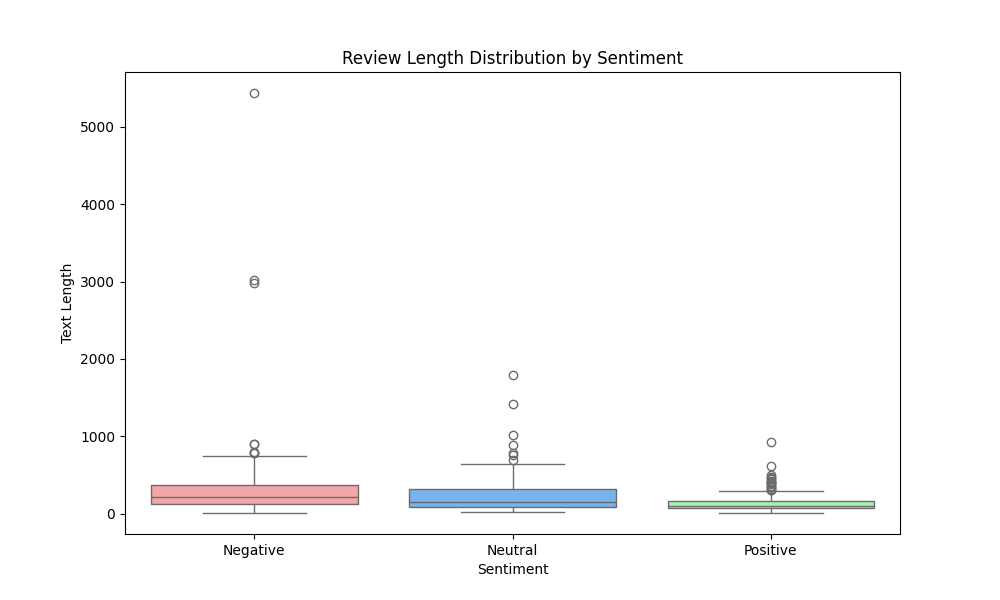 Review Length Distribution by Sentiment
5000
4000
3000
2000
1000
0
Text Length
Negative
Neutral
Positive
Sentiment